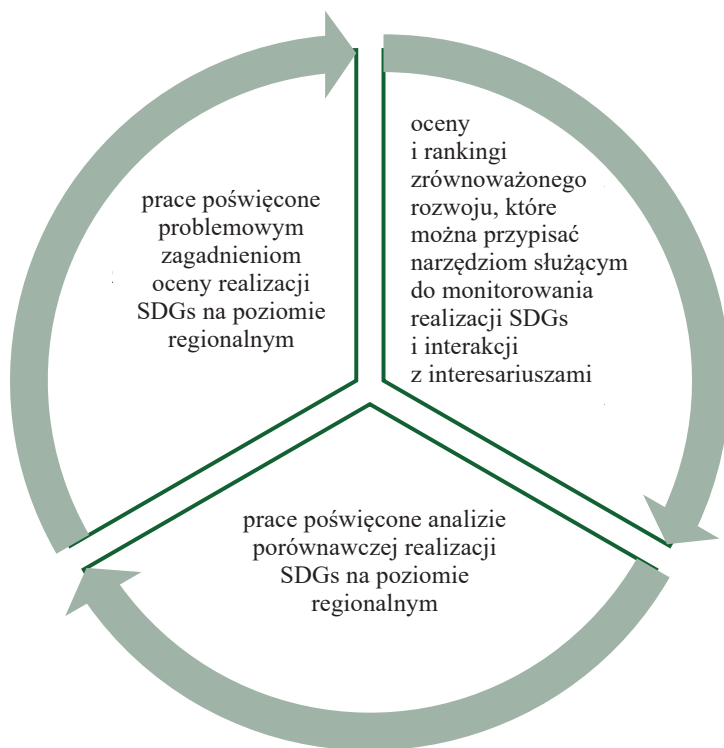 prace poświęcone
problemowym
zagadnieniom
oceny realizacji
SDGs na poziomie
regionalnym
oceny
i rankingi
zrównoważonego
rozwoju, które
można przypisać
narzędziom służącym
do monitorowania
realizacji SDGs
i interakcji
z interesariuszami
prace poświęcone analizie
porównawczej realizacji
SDGs na poziomie
regionalnym